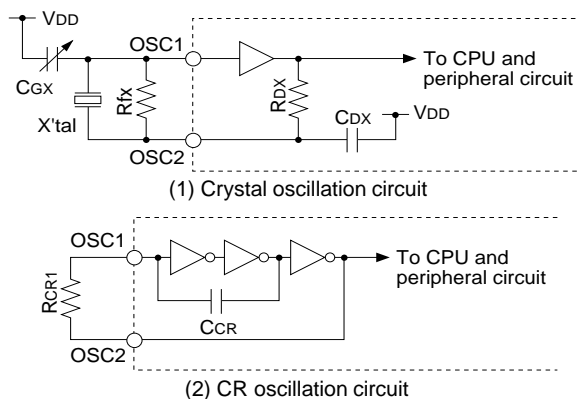 VDD
OSC1
CGX
X'tal
Rfx
OSC2
RDX
CDX
VDD
To CPU and
peripheral circuit
(1) Crystal oscillation circuit
OSC1
RCR1
OSC2
CCR
To CPU and
peripheral circuit
(2) CR oscillation circuit